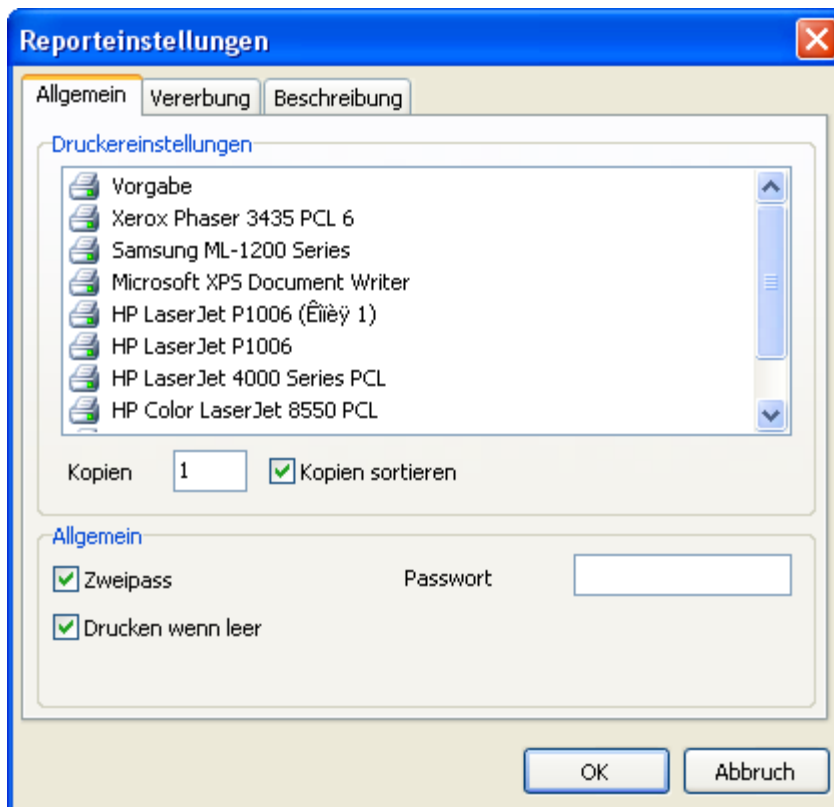 Reporteinstellungen
Allgemein Vererbung Beschreibung
Druckereinstellungen
Vorgabe
Xerox Phaser 3435 PCL 6
Samsung ML-1200 Series
Microsoft XPS Document Writer
HP LaserJet P1006 (Êîïèÿ 1)
HP LaserJet P1006
HP LaserJet 4000 Series PCL
HP Color LaserJet 8550 PCL
Kopien 1 Kopien sortieren
Allgemein
Zweipass Passwort
Drucken wenn leer
OK Abbruch